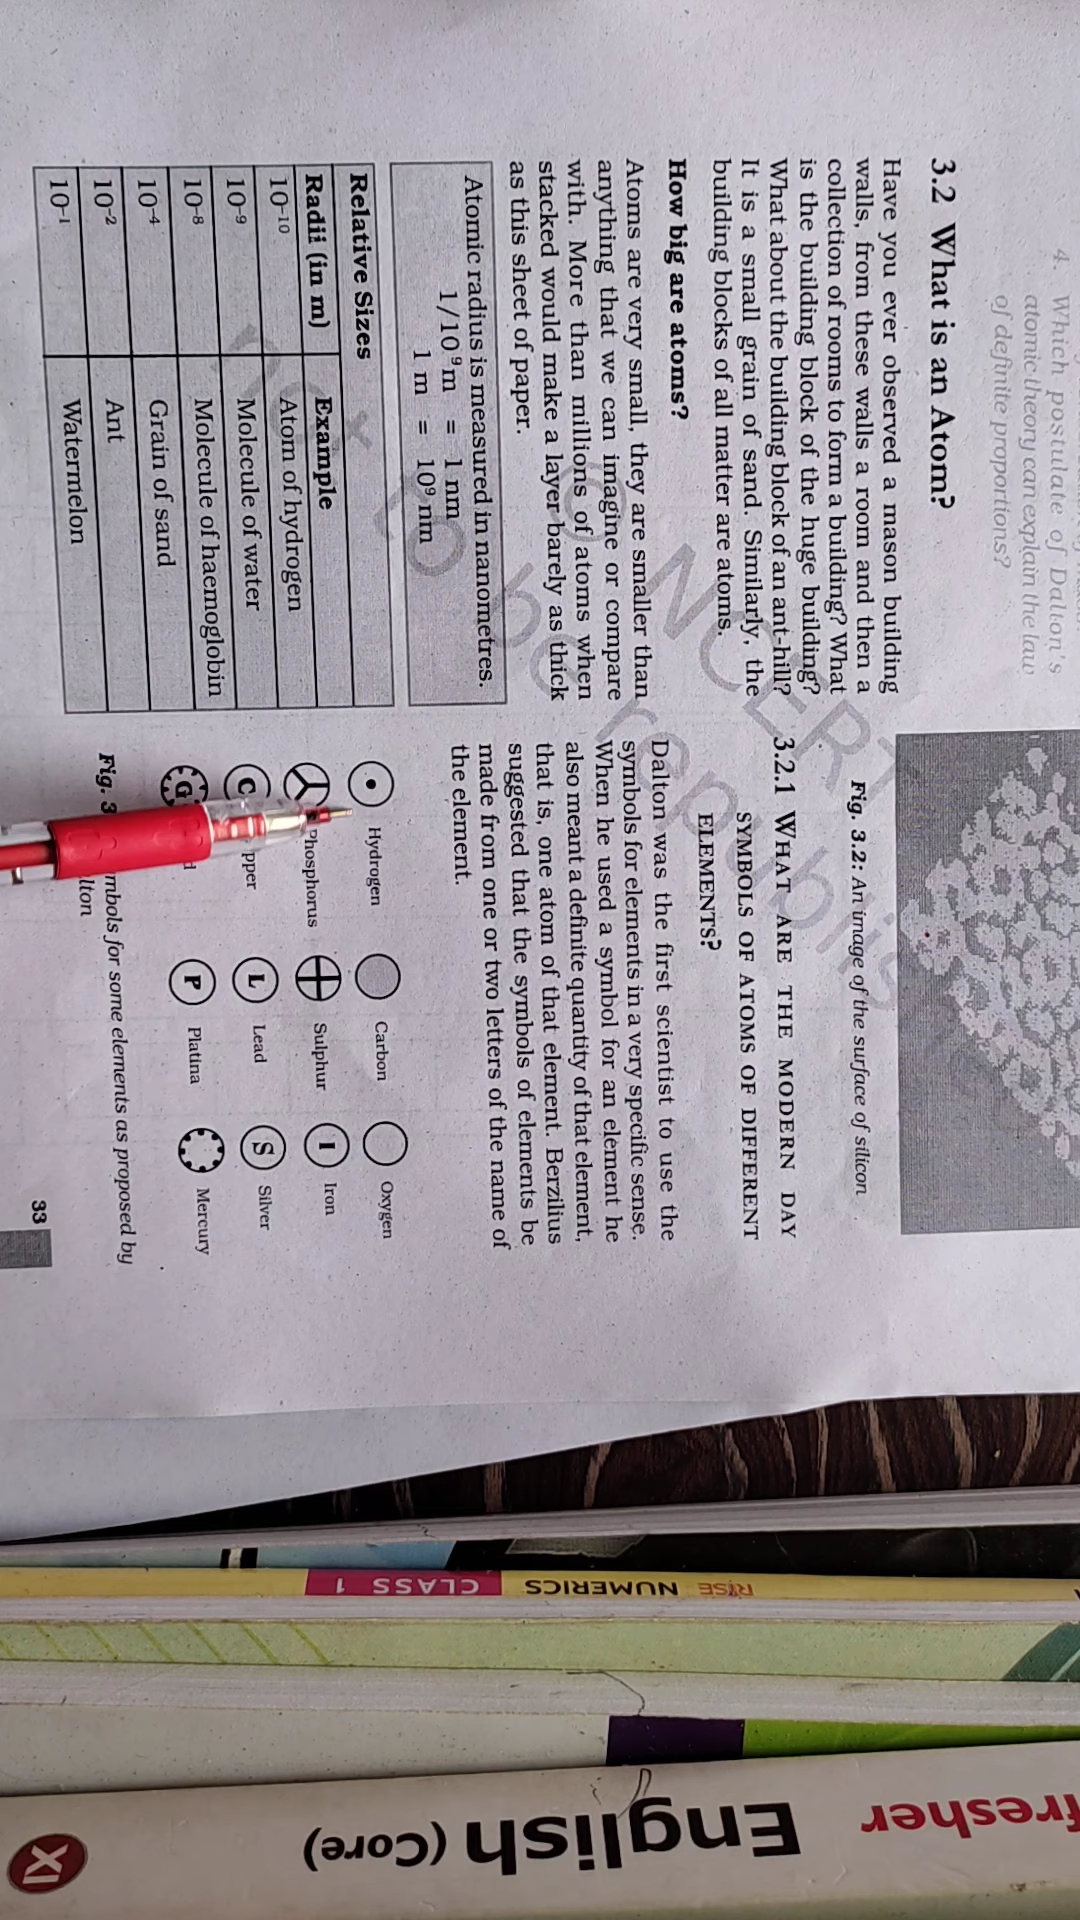 4. Which postulate of Dalton's
atomic theory can explain the law
of definite proportions?
3.2 What is an Atom?
Have you ever observed a mason building
walls, from these walls a room and then a
collection of rooms to form a building? What
is the building block of the huge building?
What about the building block of an ant-hill?
It is a small grain of sand. Similarly, the
building blocks of all matter are atoms.
How big are atoms?
Atoms are very small, they are smaller than
anything that we can imagine or compare
with. More than millions of atoms when
stacked would make a layer barely as thick
as this sheet of paper.
Atomic radius is measured in nanometres.
1/10⁹ m = 1 nm
1 m = 10⁹ nm
Relative Sizes
Radii (in m) Example
10⁻¹⁰ Atom of hydrogen
10⁻⁹ Molecule of water
10⁻⁸ Molecule of haemoglobin
10⁻⁴ Grain of sand
10⁻² Ant
10⁻¹ Watermelon
Fig. 3.2: An image of the surface of silicon
3.2.1 WHAT ARE THE MODERN DAY
SYMBOLS OF ATOMS OF DIFFERENT
ELEMENTS?
Dalton was the first scientist to use the
symbols for elements in a very specific sense.
When he used a symbol for an element he
also meant a definite quantity of that element,
that is, one atom of that element. Berzilius
suggested that the symbols of elements be
made from one or two letters of the name of
the element.
Hydrogen Carbon Oxygen
Phosphorus Sulphur I Iron
C pper L Lead S Silver
G d P Platina Mercury
Fig. 3 mbols for some elements as proposed by
lton
33
© NCERT
not to be republis
RISE NUMERICS CLASS 1
fresher
English (Core)
XI